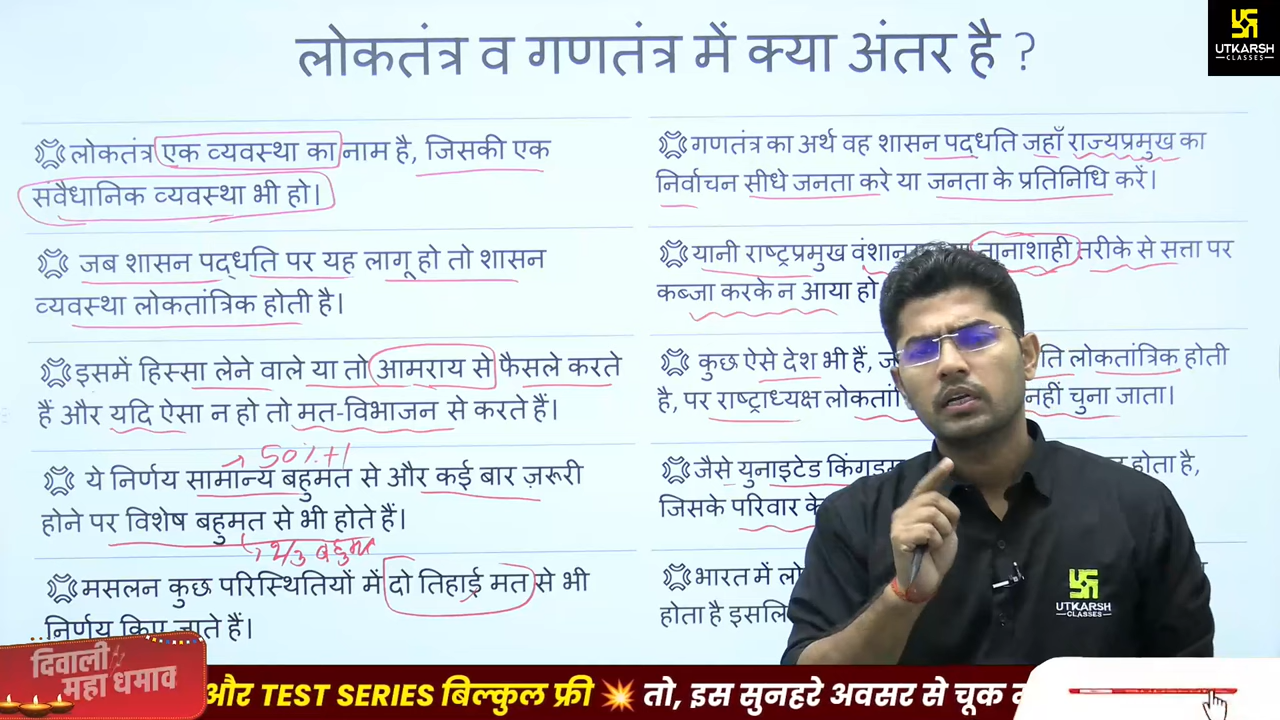 लोकतंत्र व गणतंत्र में क्या अंतर है ?
UTKARSH
CLASSES
लोकतंत्र एक व्यवस्था का नाम है, जिसकी एक
संवैधानिक व्यवस्था भी हो।
जब शासन पद्धति पर यह लागू हो तो शासन
व्यवस्था लोकतांत्रिक होती है।
इसमें हिस्सा लेने वाले या तो आमराय से फैसले करते
हैं और यदि ऐसा न हो तो मत-विभाजन से करते हैं।
50%+1
ये निर्णय सामान्य बहुमत से और कई बार ज़रूरी
होने पर विशेष बहुमत से भी होते हैं।
2/3 बहुमत
मसलन कुछ परिस्थितियों में दो तिहाई मत से भी
निर्णय किए जाते हैं।
गणतंत्र का अर्थ वह शासन पद्धति जहाँ राज्यप्रमुख का
निर्वाचन सीधे जनता करे या जनता के प्रतिनिधि करें।
यानी राष्ट्रप्रमुख तानाशाही तरीके से सत्ता पर
कब्जा करके न आया हो
कुछ ऐसे देश भी हैं, लोकतांत्रिक होती
है, पर राष्ट्राध्यक्ष नहीं चुना जाता।
जैसे युनाइटेड होता है,
जिसके परिवार के
भारत में
होता है
UTKARSH
CLASSES
दिवाली
महा धमाव
और TEST SERIES बिल्कुल फ्री 💥 तो, इस सुनहरे अवसर से चूक